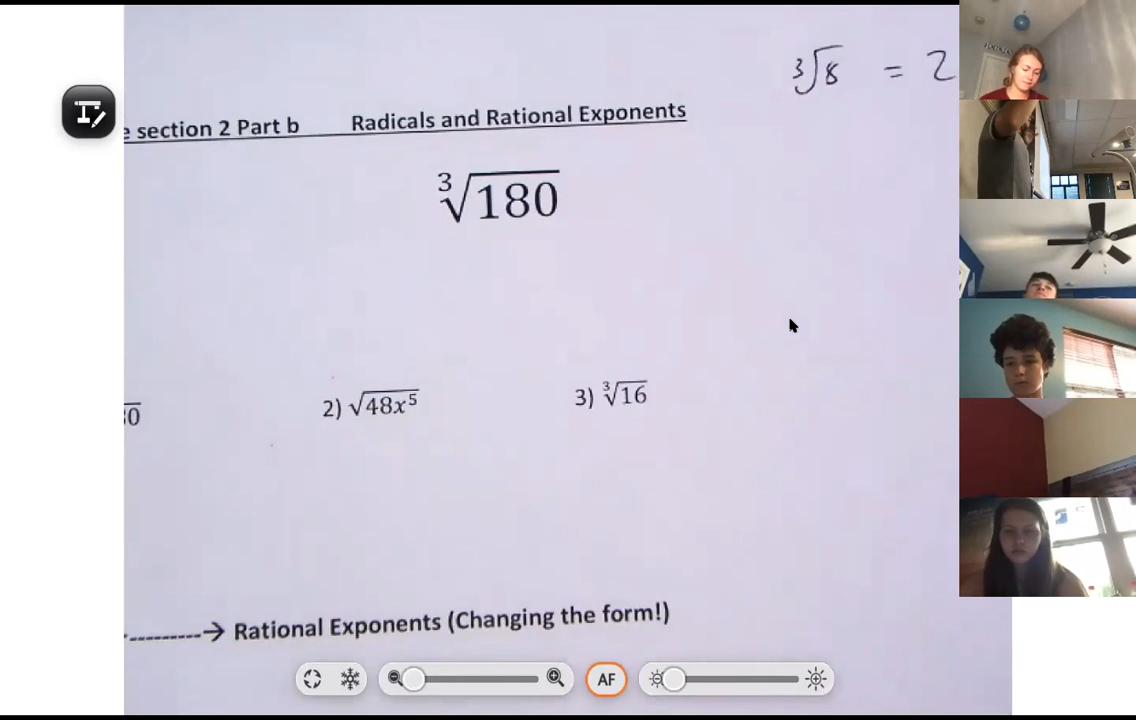 ∛8 = 2
e section 2 Part b Radicals and Rational Exponents
∛180
0 2) √48x⁵ 3) ∛16
---------→ Rational Exponents (Changing the form!)
AF